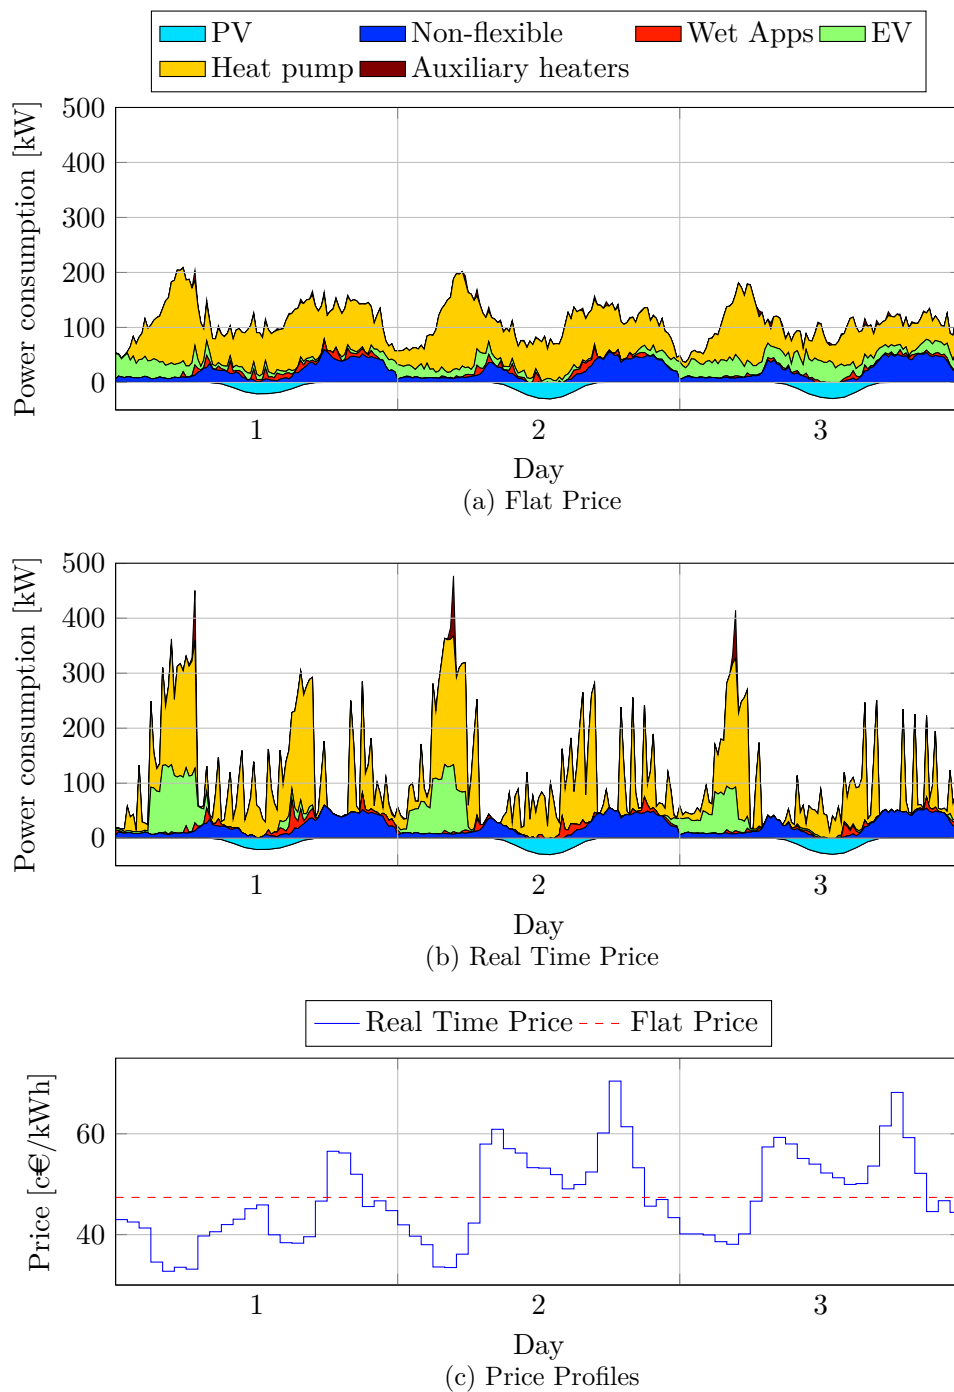 PV Non-flexible Wet Apps EV
Heat pump Auxiliary heaters
Power consumption [kW]
500
400
300
200
100
0
1 2 3
Day
(a) Flat Price
Power consumption [kW]
500
400
300
200
100
0
1 2 3
Day
(b) Real Time Price
Real Time Price Flat Price
Price [c€/kWh]
60
40
1 2 3
Day
(c) Price Profiles